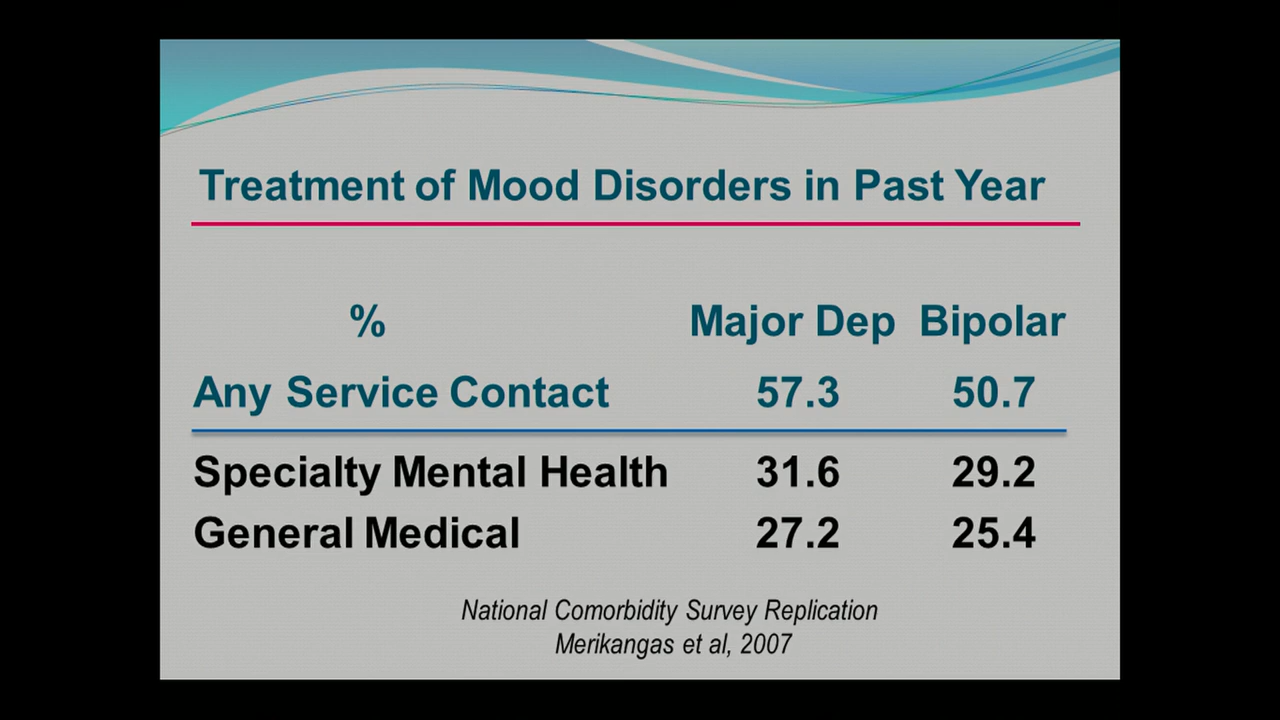 Treatment of Mood Disorders in Past Year
% Major Dep Bipolar
Any Service Contact 57.3 50.7
Specialty Mental Health 31.6 29.2
General Medical 27.2 25.4
National Comorbidity Survey Replication
Merikangas et al, 2007